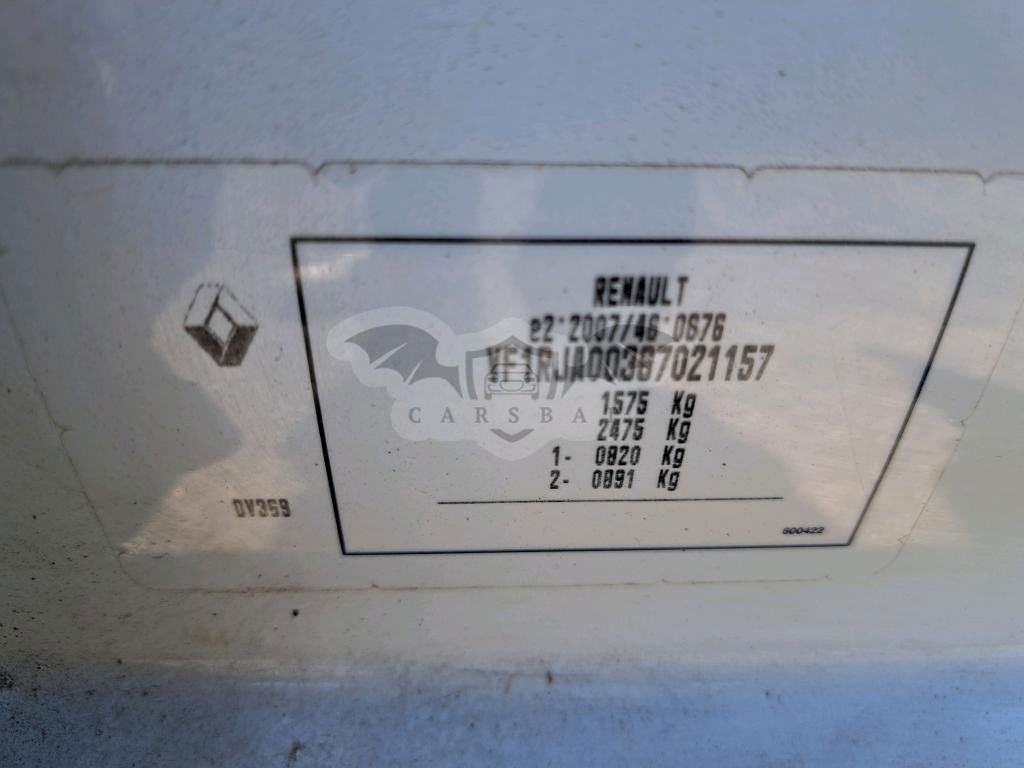 RENAULT
e2*2007/46*0676
VF1RJA00367021157
CARSBA
1575 Kg
2475 Kg
1- 0820 Kg
2- 0891 Kg
DV369
600422